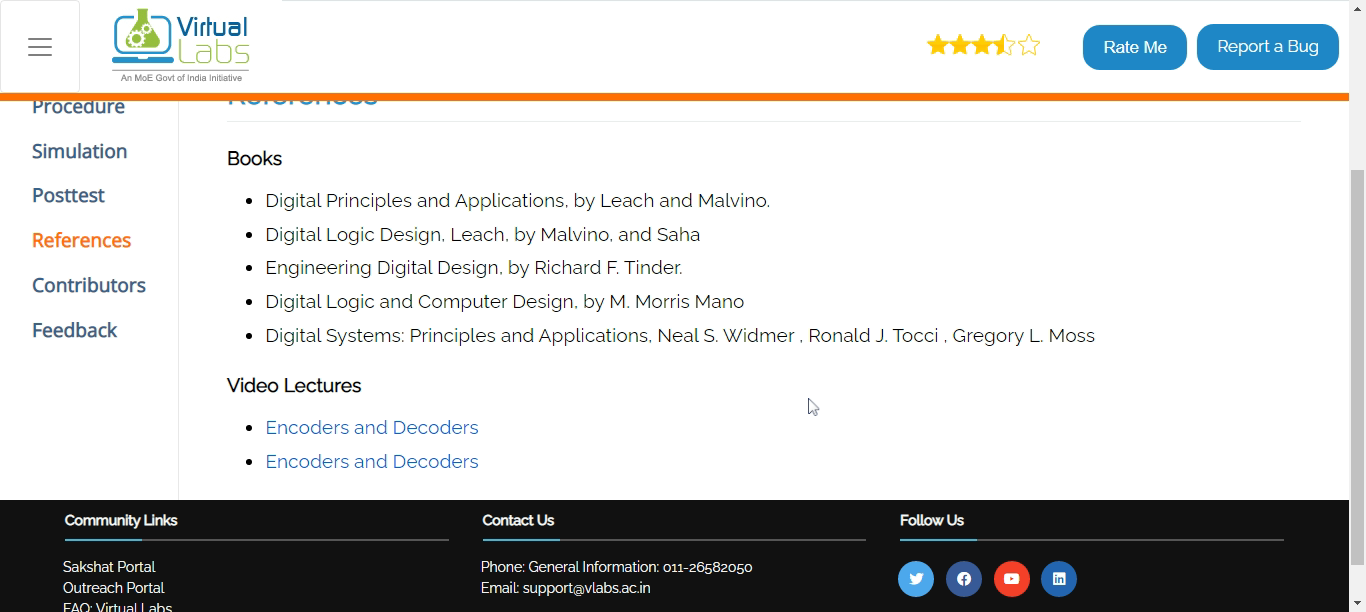 Virtual
Labs
An MoE Govt of India Initiative
Rate Me
Report a Bug
Procedure
Simulation
Posttest
References
Contributors
Feedback
References
Books
Digital Principles and Applications, by Leach and Malvino.
Digital Logic Design, Leach, by Malvino, and Saha
Engineering Digital Design, by Richard F. Tinder.
Digital Logic and Computer Design, by M. Morris Mano
Digital Systems: Principles and Applications, Neal S. Widmer , Ronald J. Tocci , Gregory L. Moss
Video Lectures
Encoders and Decoders
Encoders and Decoders
Community Links
Sakshat Portal
Outreach Portal
FAQ: Virtual Labs
Contact Us
Phone: General Information: 011-26582050
Email: support@vlabs.ac.in
Follow Us